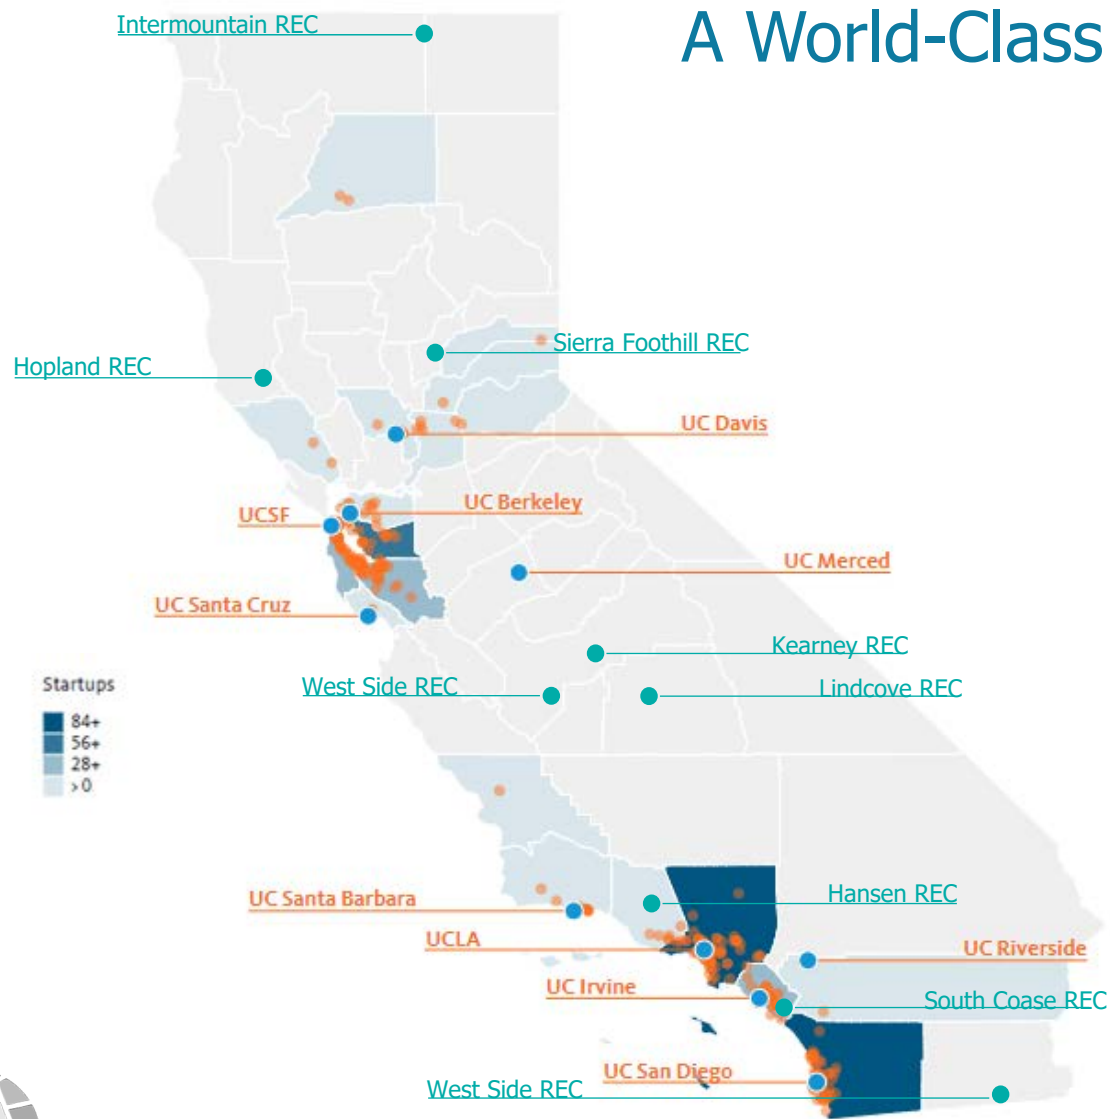 A World-Class
Intermountain REC
Sierra Foothill REC
Hopland REC
UC Davis
UC Berkeley
UCSF
UC Merced
UC Santa Cruz
Kearney REC
West Side REC
Lindcove REC
Startups
84+
56+
28+
>0
Hansen REC
UC Santa Barbara
UCLA
UC Riverside
UC Irvine
South Coase REC
UC San Diego
West Side REC